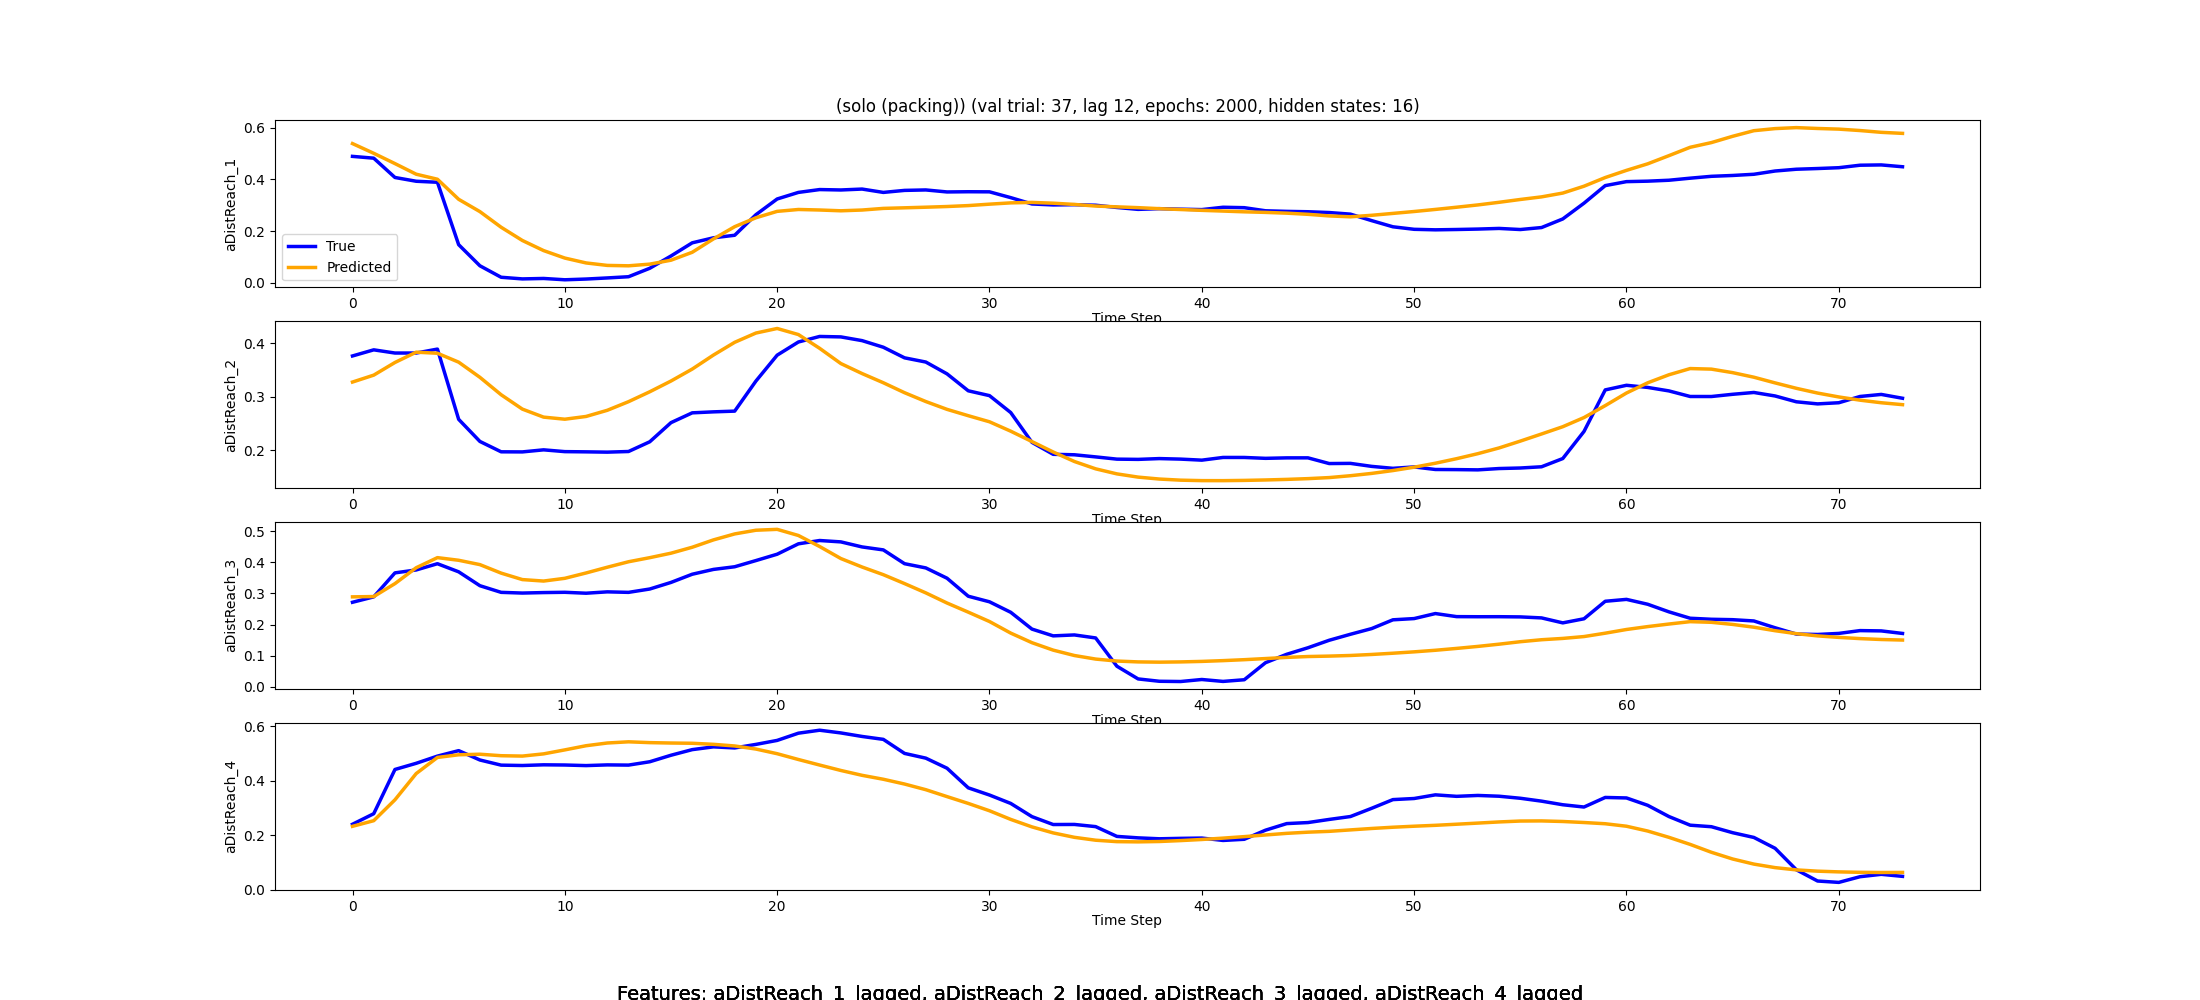 (solo (packing)) (val trial: 37, lag 12, epochs: 2000, hidden states: 16)
0.6
0.4
0.2
0.0
aDistReach_1
True
Predicted
0 10 20 30 40 50 60 70
Time Step
0.4
0.3
0.2
aDistReach_2
0 10 20 30 40 50 60 70
Time Step
0.5
0.4
0.3
0.2
0.1
0.0
aDistReach_3
0 10 20 30 40 50 60 70
Time Step
0.6
0.4
0.2
0.0
aDistReach_4
0 10 20 30 40 50 60 70
Time Step
Features: aDistReach_1_lagged, aDistReach_2_lagged, aDistReach_3_lagged, aDistReach_4_lagged